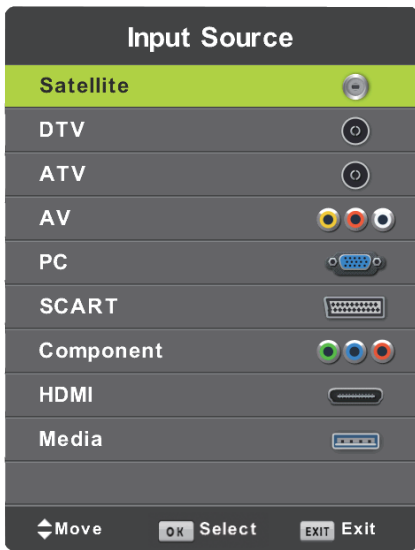 Input Source
Satellite
DTV
ATV
AV
PC
SCART
Component
HDMI
Media
Move OK Select EXIT Exit